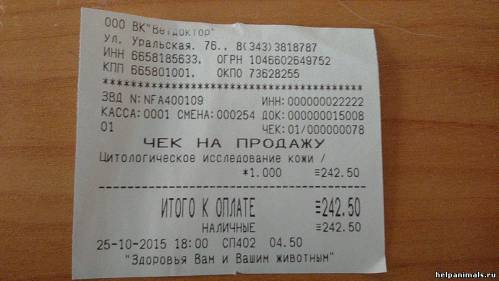 ООО ВК"Ветдоктор"
Ул. Уральская. 76., 8(343)3818787
ИНН 6658185633. ОГРН 1046602649752
КПП 665801001. ОКПО 73628255
************************************
ЗВД N:NFA400109 ИНН:000000022222
КАССА:0001 СМЕНА:000254 ДОК:000000015008
01 ЧЕК:01/000000078
ЧЕК НА ПРОДАЖУ
Цитологическое исследование кожи /
*1.000 =242.50
ИТОГО К ОПЛАТЕ =242.50
НАЛИЧНЫЕ =242.50
25-10-2015 18:00 СП402 04.50
"Здоровья Вам и Вашим животным"
helpanimals.ru